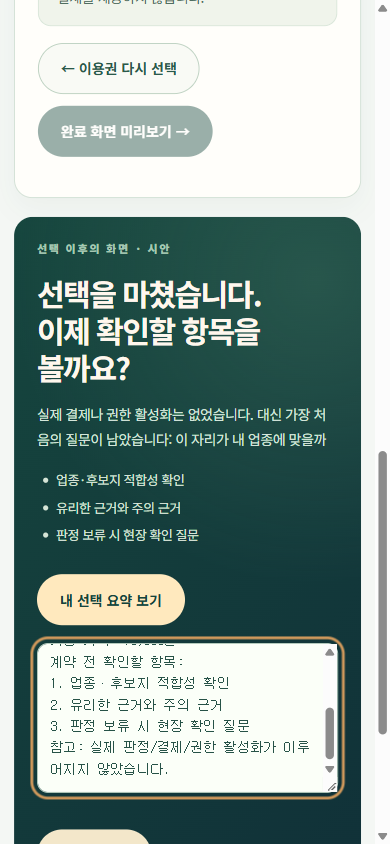 ← 이용권 다시 선택
완료 화면 미리보기 →
선택 이후의 화면 · 시안
선택을 마쳤습니다.
이제 확인할 항목을
볼까요?
실제 결제나 권한 활성화는 없었습니다. 대신 가장 처
음의 질문이 남았습니다: 이 자리가 내 업종에 맞을까
• 업종·후보지 적합성 확인
• 유리한 근거와 주의 근거
• 판정 보류 시 현장 확인 질문
내 선택 요약 보기
계약 전 확인할 항목:
1. 업종·후보지 적합성 확인
2. 유리한 근거와 주의 근거
3. 판정 보류 시 현장 확인 질문
참고: 실제 판정/결제/권한 활성화가 이루
어지지 않았습니다.